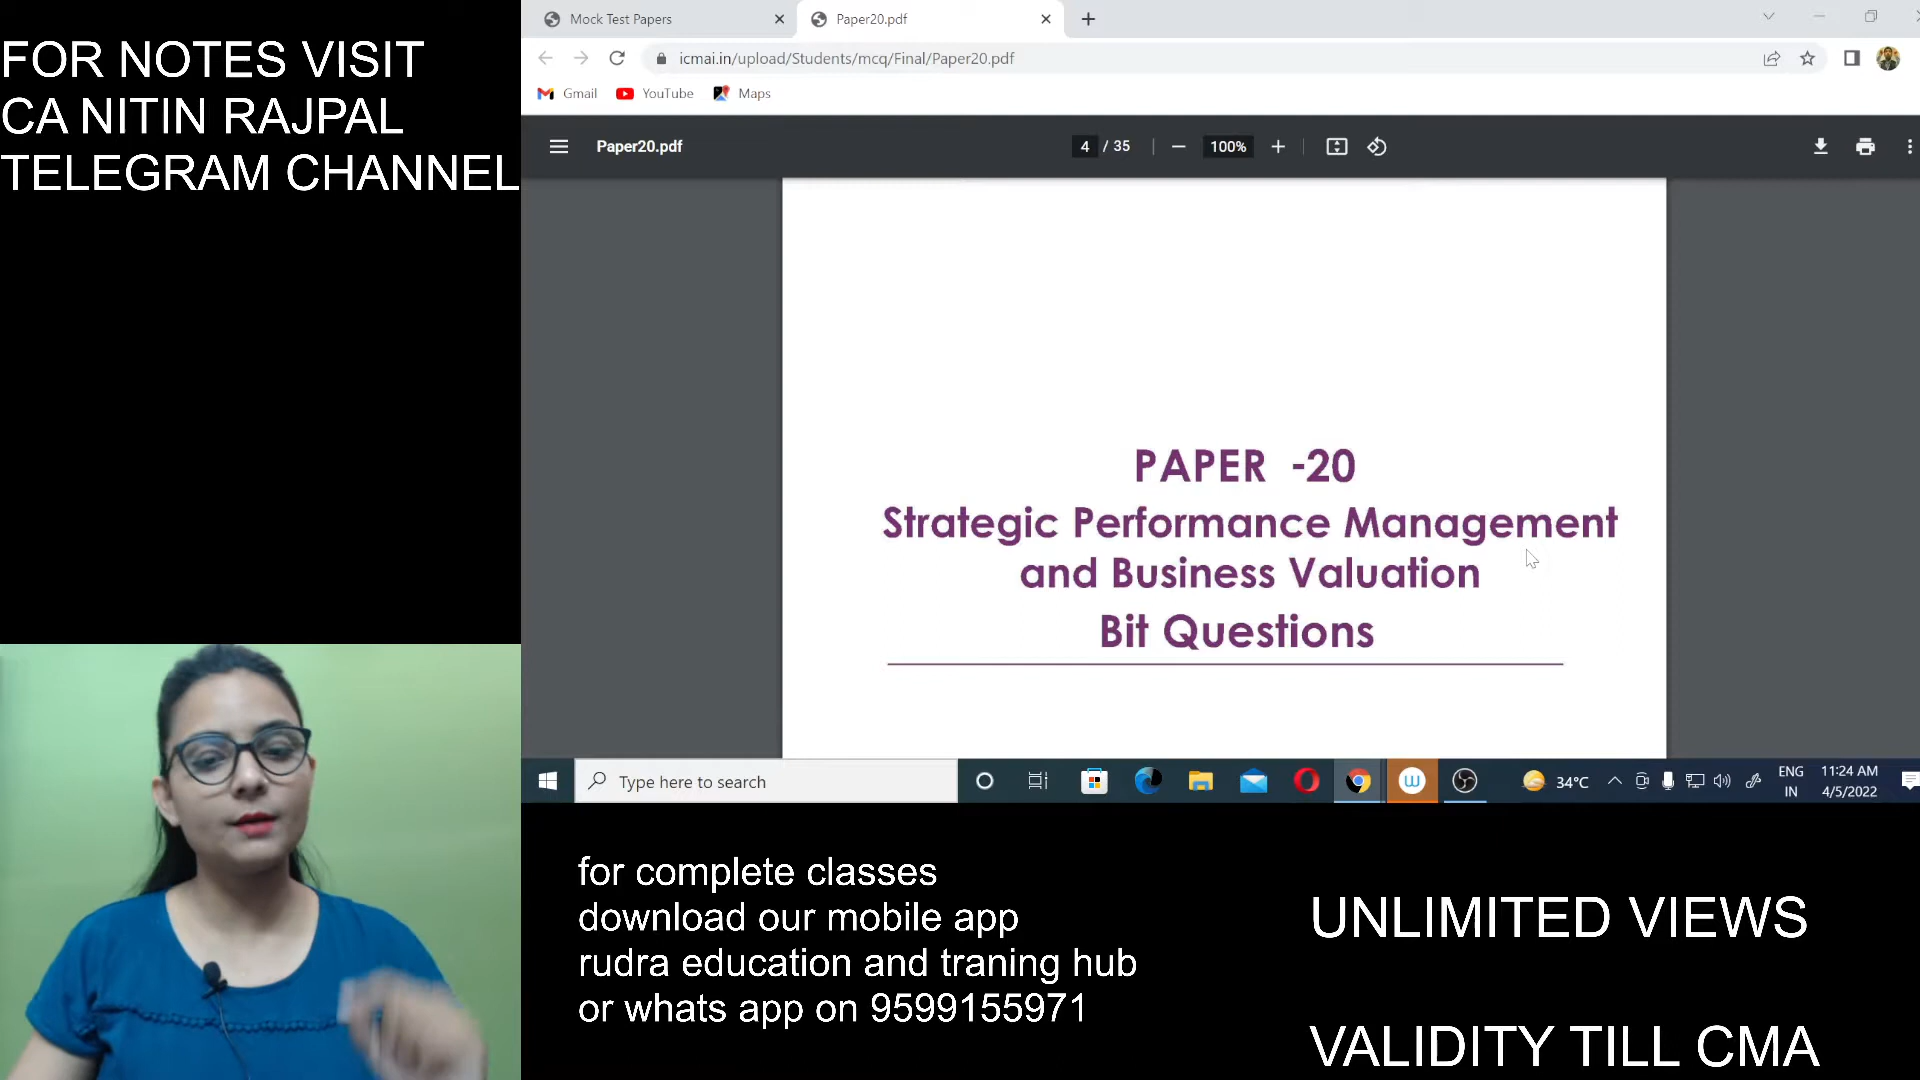 FOR NOTES VISIT
CA NITIN RAJPAL
TELEGRAM CHANNEL
Mock Test Papers
Paper20.pdf
icmai.in/upload/Students/mcq/Final/Paper20.pdf
Gmail
YouTube
Maps
Paper20.pdf
4 / 35
100%
PAPER -20
Strategic Performance Management
and Business Valuation
Bit Questions
Type here to search
34°C
ENG
IN
11:24 AM
4/5/2022
for complete classes
download our mobile app
rudra education and traning hub
or whats app on 9599155971
UNLIMITED VIEWS
VALIDITY TILL CMA